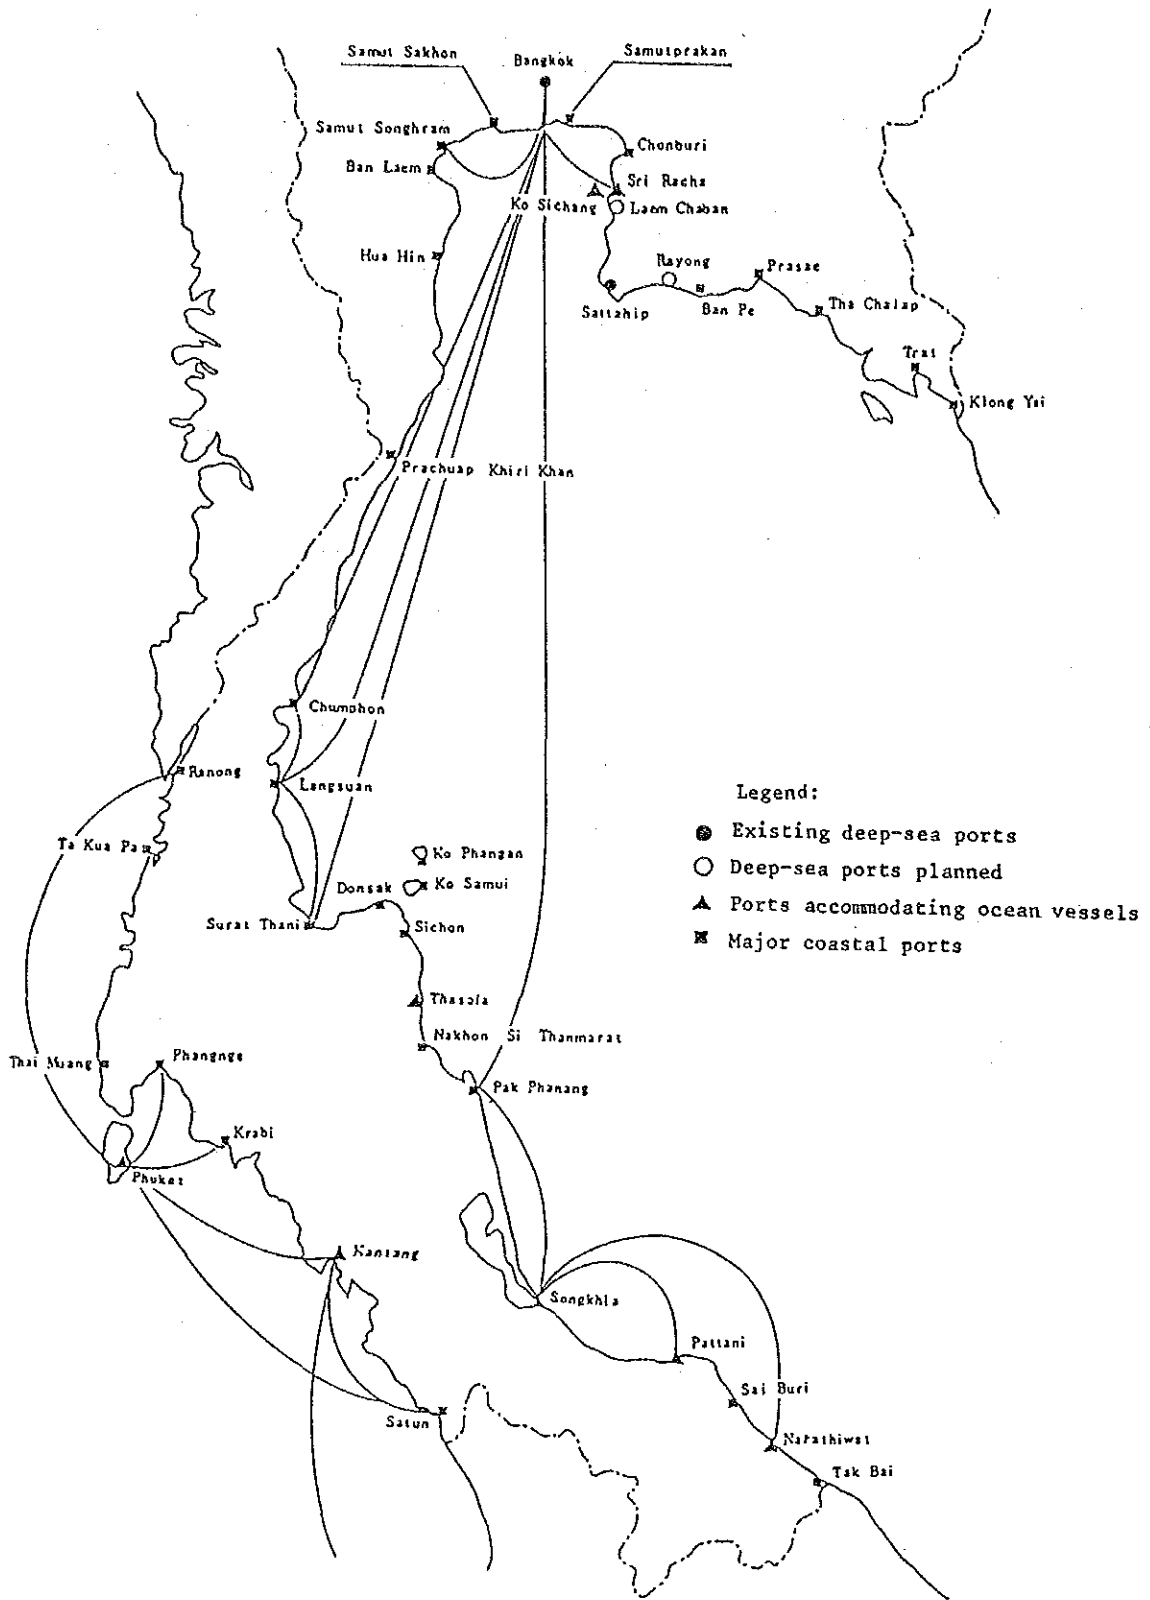 Samut Sakhon
Samutprakan
Bangkok
Samut Songhram
Chonburi
Ban Laem
Sri Racha
Ko Sichang
Laem Chaban
Hua Hin
Rayong
Prasae
Sattahip
Ban Pe
Tha Chalap
Trat
Klong Yai
Prachuap Khiri Khan
Chumphon
Ranong
Langsuan
Legend:
Existing deep-sea ports
Deep-sea ports planned
Ports accommodating ocean vessels
Major coastal ports
Ta Kua Pa
Ko Phangan
Donsak
Ko Samui
Surat Thani
Sichon
Thasala
Nakhon Si Thanmarat
Thai Muang
Phangnga
Pak Phanang
Krabi
Phuket
Kantang
Songkhla
Pattani
Sai Buri
Satun
Narathiwat
Tak Bai